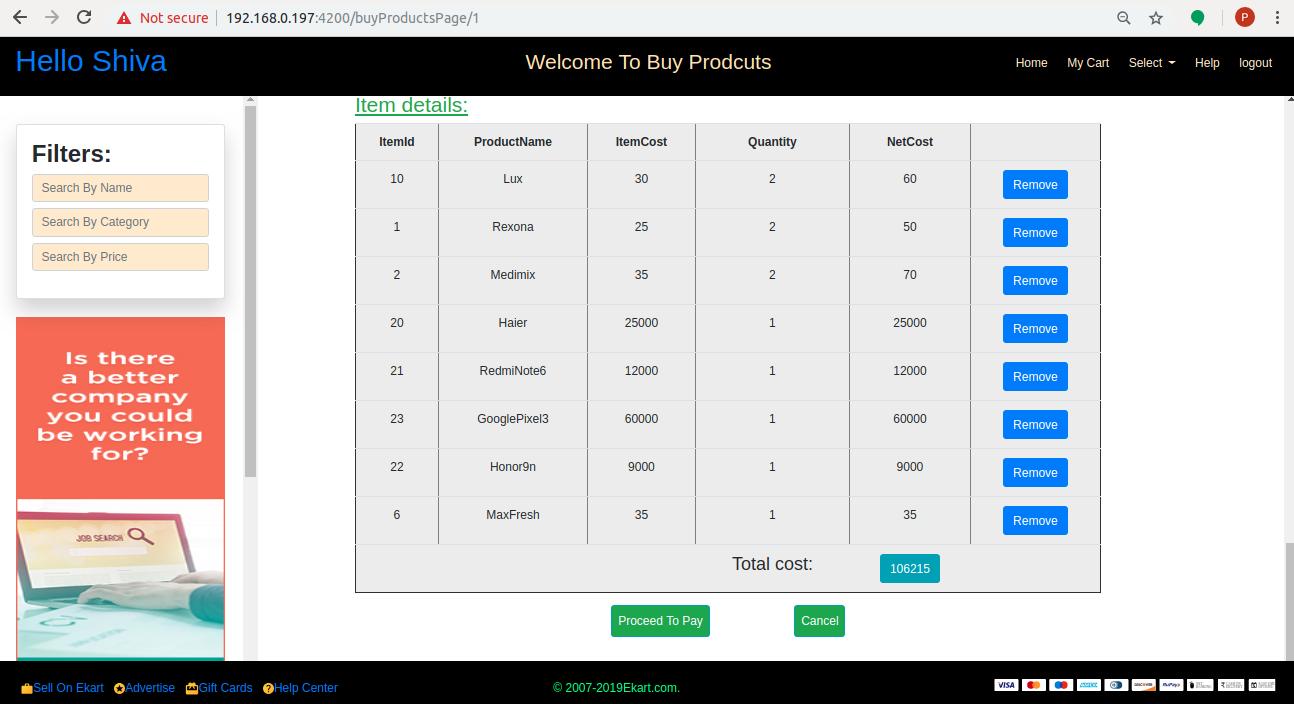 Not secure 192.168.0.197:4200/buyProductsPage/1 P
Hello Shiva Welcome To Buy Prodcuts Home My Cart Select Help logout
Filters:
Search By Name
Search By Category
Search By Price
Is there
a better
company
you could
be working
for?
JOB SEARCH
Item details:
ItemId ProductName ItemCost Quantity NetCost
10 Lux 30 2 60 Remove
1 Rexona 25 2 50 Remove
2 Medimix 35 2 70 Remove
20 Haier 25000 1 25000 Remove
21 RedmiNote6 12000 1 12000 Remove
23 GooglePixel3 60000 1 60000 Remove
22 Honor9n 9000 1 9000 Remove
6 MaxFresh 35 1 35 Remove
Total cost: 106215
Proceed To Pay Cancel
Sell On Ekart Advertise Gift Cards Help Center © 2007-2019Ekart.com. VISA DISCOVER RuPay